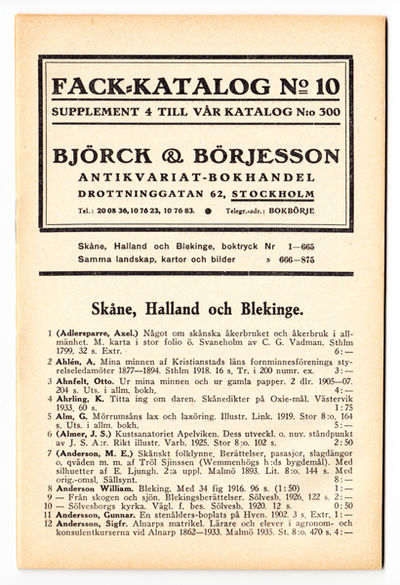 FACK-KATALOG No 10
SUPPLEMENT 4 TILL VÅR KATALOG N:o 300
BJÖRCK & BÖRJESSON
ANTIKVARIAT-BOKHANDEL
DROTTNINGGATAN 62, STOCKHOLM
Tel.: 20 08 36, 10 76 23, 10 76 83. ● Telegr.-adr.: BOKBÖRJE
Skåne, Halland och Blekinge, boktryck Nr 1—665
Samma landskap, kartor och bilder » 666—875
Skåne, Halland och Blekinge.
1 (Adlersparre, Axel.) Något om skånska åkerbruket och åkerbruk i all-
mänhet. M. karta i stor folio ö. Svaneholm av C. G. Vadman. Sthlm
1799. 32 s. Extr. 6: —
2 Ahlén, A. Mina minnen af Kristianstads läns fornminnesförenings sty-
relseledamöter 1877—1894. Sthlm 1918. 16 s, Tr. i 200 numr. ex. 3: —
3 Ahnfelt, Otto. Ur mina minnen och ur gamla papper. 2 dlr. 1905—07.
204 s. Uts. i allm. bokh. 4: —
4 Ahrling, K. Titta ing om daren. Skånedikter på Oxie-mål. Västervik
1933, 60 s. 1: 75
5 Alm, G. Mörrumsåns lax och laxöring. Illustr. Link. 1919. Stor 8:o, 164
s. Uts. i allm. bokh. 5: —
6 (Almer, J. S.) Kustsanatoriet Apelviken. Dess utveckl. o. nuv. ståndpunkt
av J. S. A:r. Rikt illustr. Varb. 1925. Stor 8:o. 102 s. 2: 50
7 (Anderson, M. E.) Skånskt folklynne. Berättelser, pasasjor, slagdängor
o. qväden m. m. af Tröl Sjinssen (Wemmenhögs h:ds bygdemål). Med
silhuetter af E. Ljungh. 2:a uppl. Malmö 1893. Lit. 8:o. 144 s. Med
orig.-omsl. Sällsynt. 8: —
8 Anderson William. Bleking, Med 34 fig 1916. 96 s. (1: 50) 1: —
9 — Från skogen och sjön. Blekingsberättelser. Sölvesb. 1926, 122 s. 2: —
10 — Sölvesborgs kyrka. Vägl. f. bes. Sölvesb. 1920. 12 s. 0: 50
11 Andersson, Gunnar. En stenålders-boplats på Hven. 1902. 3 s, Extr. 1: —
12 Andersson, Sigfr. Alnarps matrikel. Lärare och elever i agronom- och
konsulentkurserna vid Alnarp 1862—1933. Malmö 1935. St. 8:o. 470 s. 4: —